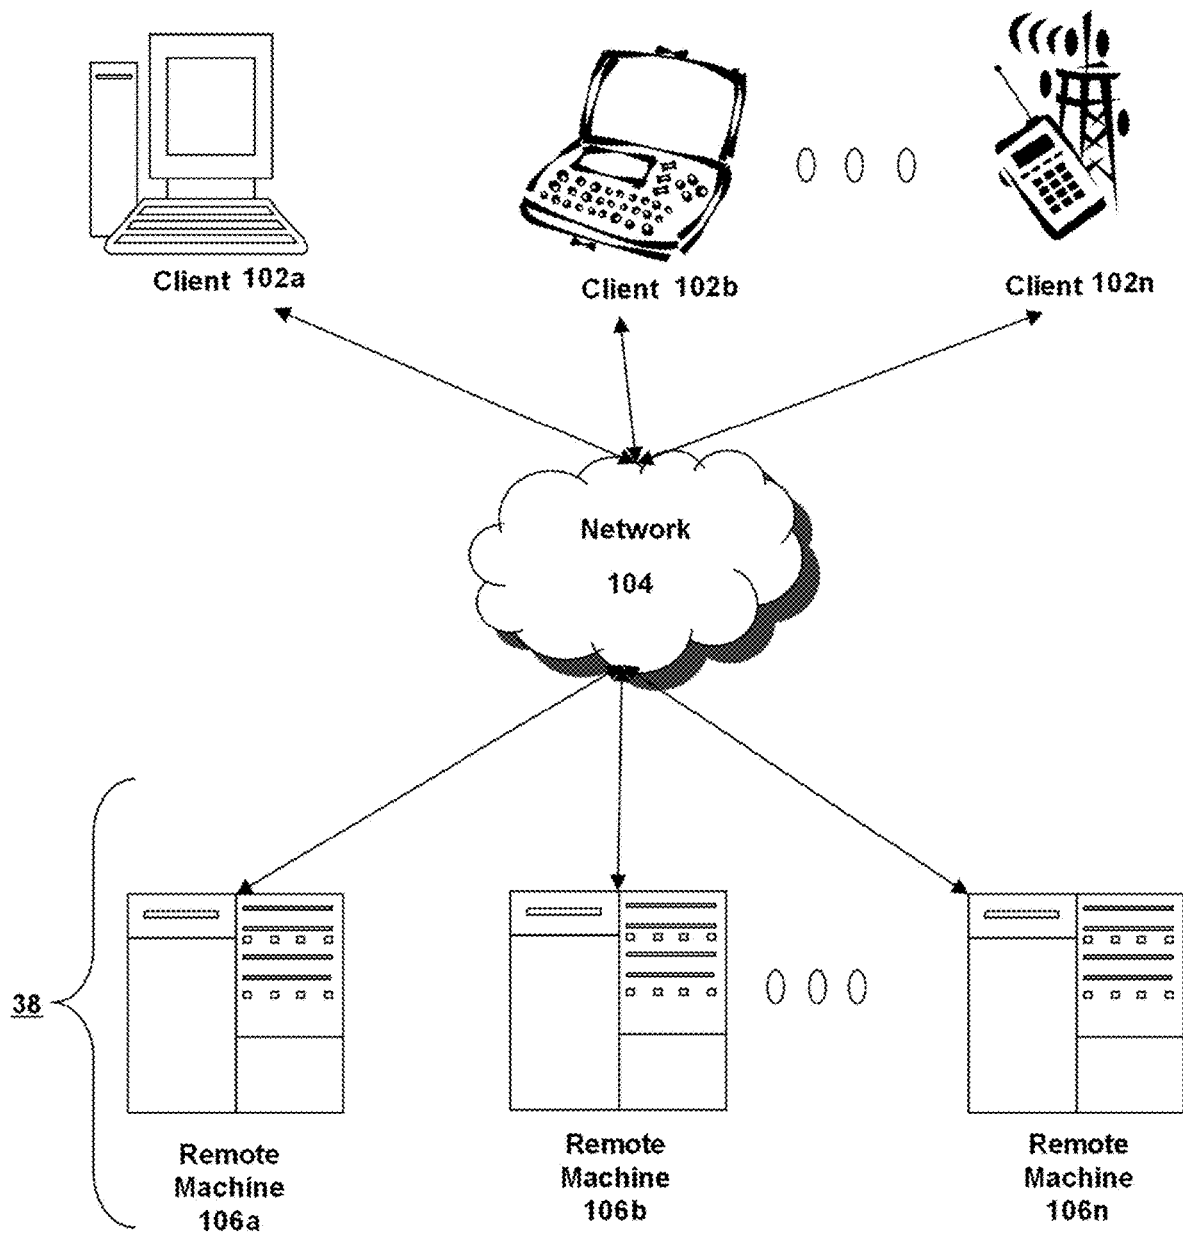 Client 102a
Client 102b
Client 102n
Network
104
38
Remote
Machine
106a
Remote
Machine
106b
Remote
Machine
106n